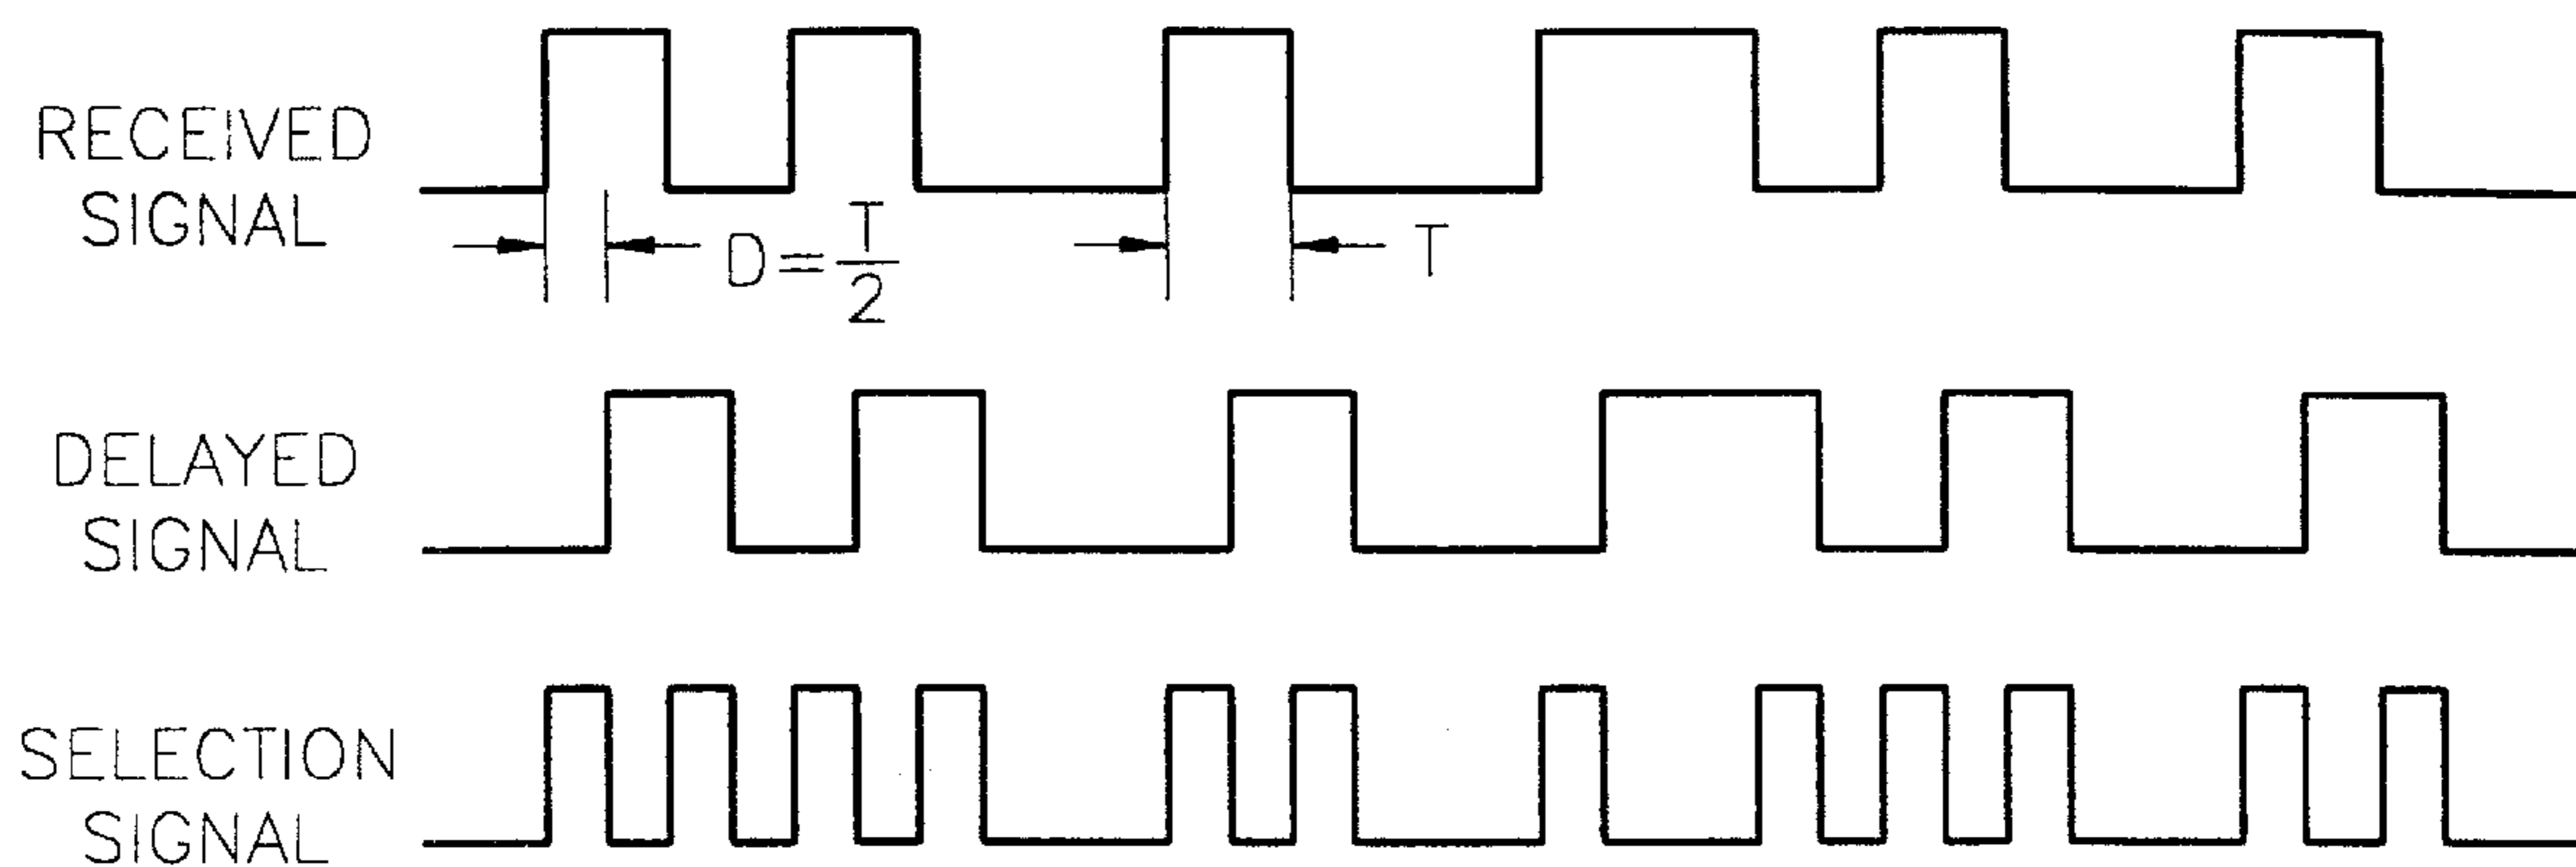 RECEIVED
SIGNAL
D = T/2
T
DELAYED
SIGNAL
SELECTION
SIGNAL